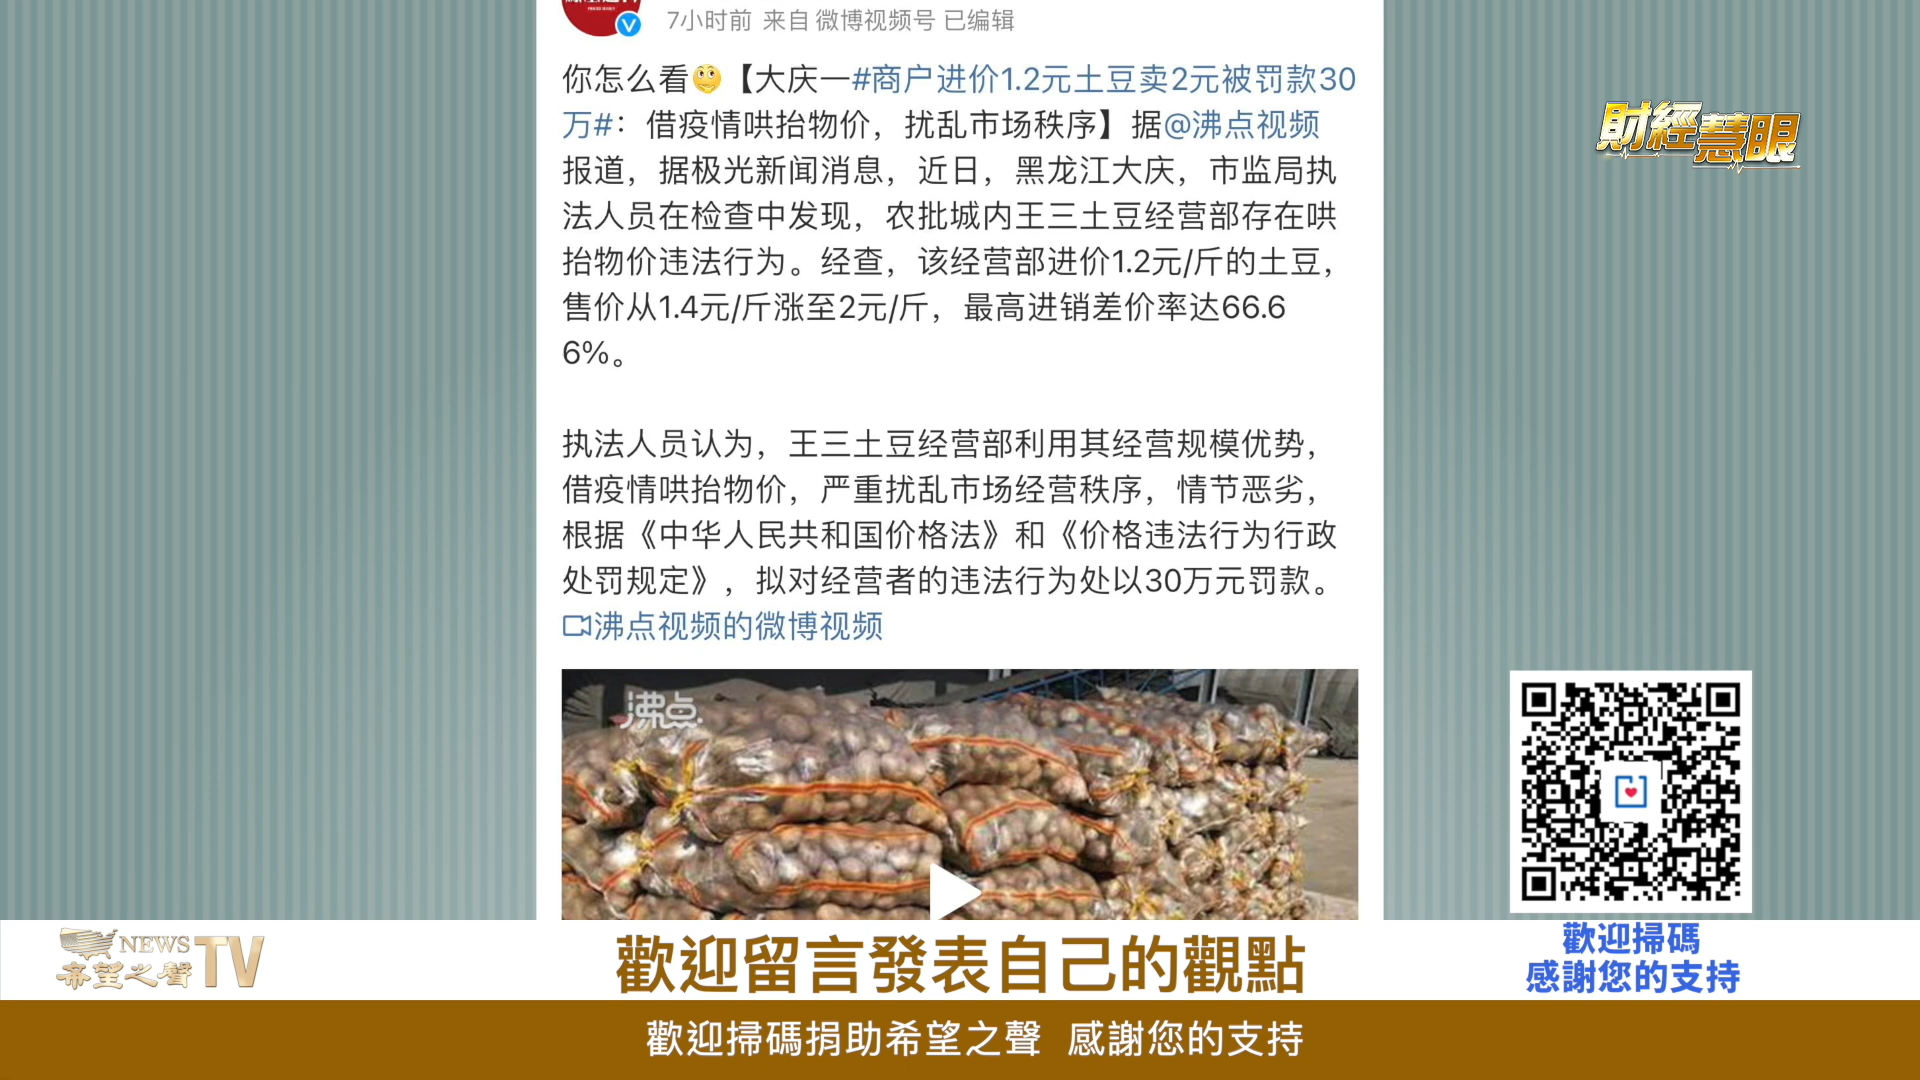 7小时前 来自 微博视频号 已编辑
你怎么看【大庆一#商户进价1.2元土豆卖2元被罚款30
万#：借疫情哄抬物价，扰乱市场秩序】据@沸点视频
报道，据极光新闻消息，近日，黑龙江大庆，市监局执
法人员在检查中发现，农批城内王三土豆经营部存在哄
抬物价违法行为。经查，该经营部进价1.2元/斤的土豆，
售价从1.4元/斤涨至2元/斤，最高进销差价率达66.6
6%。
执法人员认为，王三土豆经营部利用其经营规模优势，
借疫情哄抬物价，严重扰乱市场经营秩序，情节恶劣，
根据《中华人民共和国价格法》和《价格违法行为行政
处罚规定》，拟对经营者的违法行为处以30万元罚款。
沸点视频的微博视频
沸点
財經慧眼
NEWS
希望之聲TV
歡迎留言發表自己的觀點
歡迎掃碼
感謝您的支持
歡迎掃碼捐助希望之聲 感謝您的支持